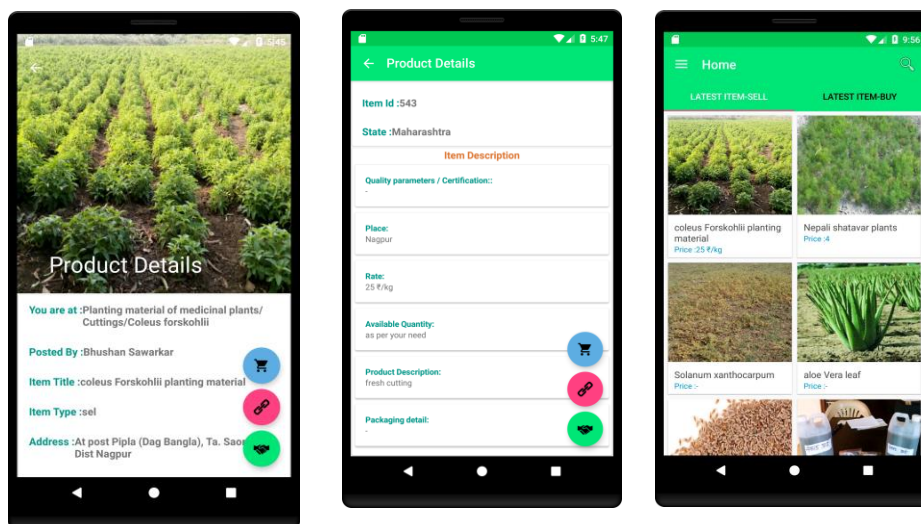 5:45
Product Details
You are at :Planting material of medicinal plants/
Cuttings/Coleus forskohlii
Posted By :Bhushan Sawarkar
Item Title :coleus Forskohlii planting material
Item Type :sel
Address :At post Pipla (Dag Bangla), Ta.
Dist Nagpur
5:47
Product Details
Item Id :543
State :Maharashtra
Item Description
Quality parameters / Certification::
-
Place:
Nagpur
Rate:
25 ₹/kg
Available Quantity:
as per your need
Product Description:
fresh cutting
Packaging detail:
-
9:56
Home
LATEST ITEM-SELL
LATEST ITEM-BUY
coleus Forskohlii planting
material
Price :25 ₹/kg
Nepali shatavar plants
Price :4
Solanum xanthocarpum
Price :-
aloe Vera leaf
Price :-